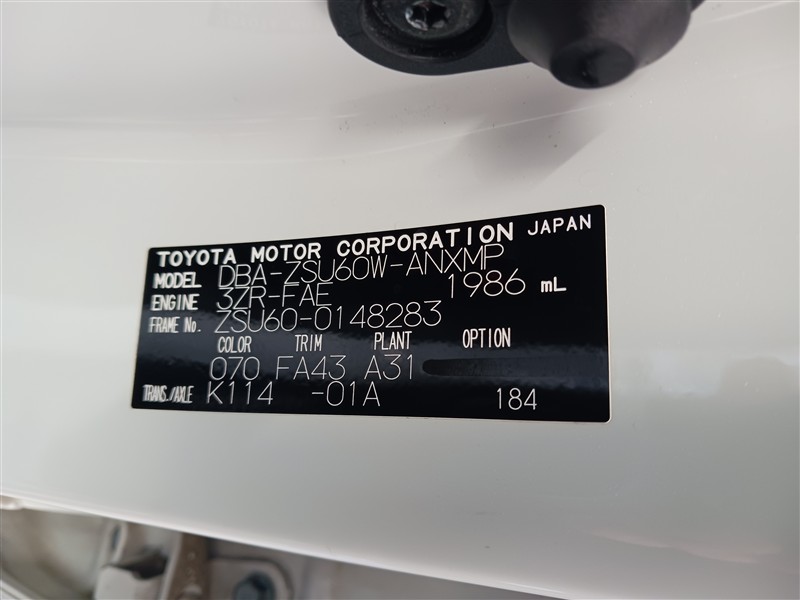 TOYOTA MOTOR CORPORATION JAPAN
MODEL DBA-ZSU60W-ANXMP
ENGINE 3ZR-FAE 1986 mL
FRAME No. ZSU60-0148283
COLOR TRIM PLANT OPTION
070 FA43 A31
TRANS./AXLE K114 -01A 184